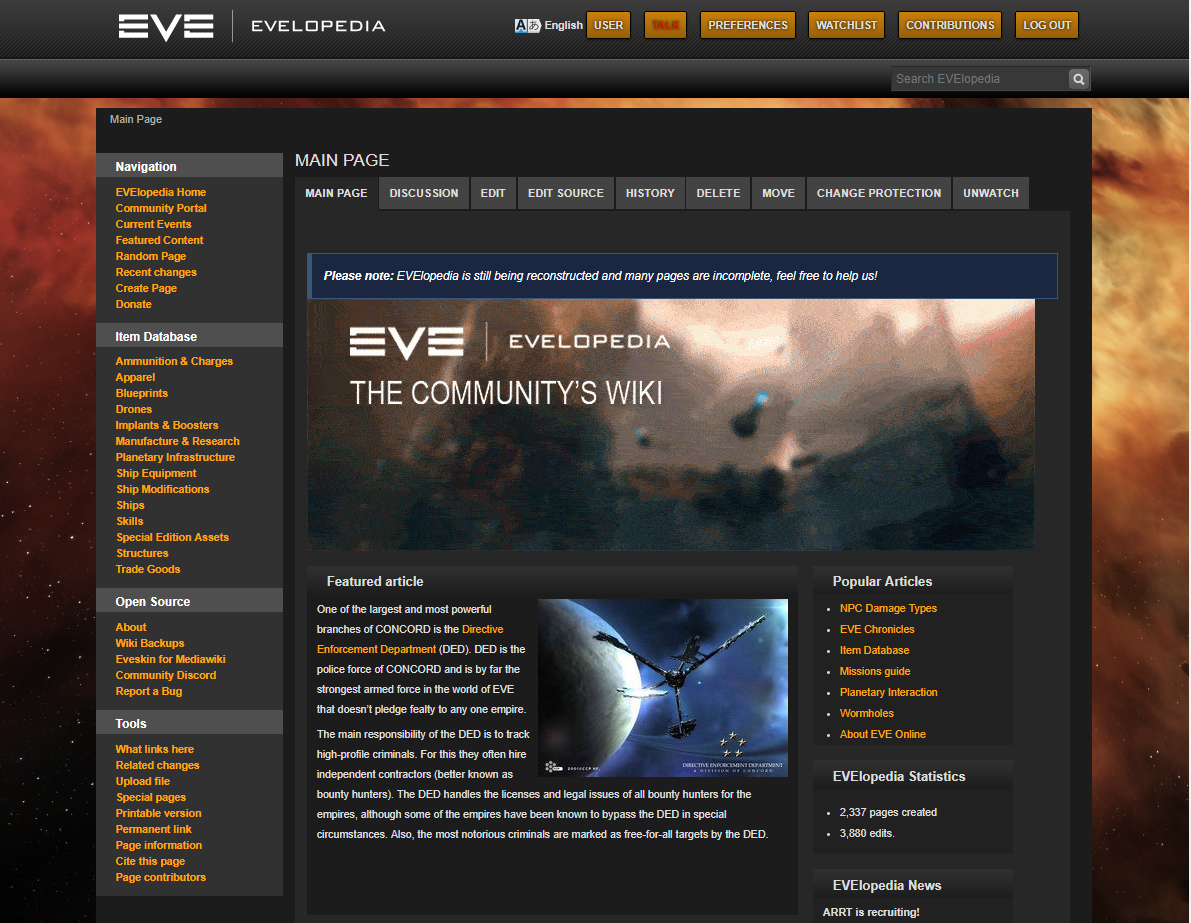 EVE EVELOPEDIA
Aあ English USER TALK PREFERENCES WATCHLIST CONTRIBUTIONS LOG OUT
Search EVElopedia
Main Page
Navigation
EVElopedia Home
Community Portal
Current Events
Featured Content
Random Page
Recent changes
Create Page
Donate
Item Database
Ammunition & Charges
Apparel
Blueprints
Drones
Implants & Boosters
Manufacture & Research
Planetary Infrastructure
Ship Equipment
Ship Modifications
Ships
Skills
Special Edition Assets
Structures
Trade Goods
Open Source
About
Wiki Backups
Eveskin for Mediawiki
Community Discord
Report a Bug
Tools
What links here
Related changes
Upload file
Special pages
Printable version
Permanent link
Page information
Cite this page
Page contributors
MAIN PAGE
MAIN PAGE DISCUSSION EDIT EDIT SOURCE HISTORY DELETE MOVE CHANGE PROTECTION UNWATCH
Please note: EVElopedia is still being reconstructed and many pages are incomplete, feel free to help us!
EVE EVELOPEDIA
THE COMMUNITY'S WIKI
Featured article
One of the largest and most powerful
branches of CONCORD is the Directive
Enforcement Department (DED). DED is the
police force of CONCORD and is by far the
strongest armed force in the world of EVE
that doesn't pledge fealty to any one empire.
The main responsibility of the DED is to track
high-profile criminals. For this they often hire
independent contractors (better known as
bounty hunters). The DED handles the licenses and legal issues of all bounty hunters for the
empires, although some of the empires have been known to bypass the DED in special
circumstances. Also, the most notorious criminals are marked as free-for-all targets by the DED.
DIRECTIVE ENFORCEMENT DEPARTMENT
A DIVISION OF CONCORD
Popular Articles
NPC Damage Types
EVE Chronicles
Item Database
Missions guide
Planetary Interaction
Wormholes
About EVE Online
EVElopedia Statistics
2,337 pages created
3,880 edits.
EVElopedia News
ARRT is recruiting!